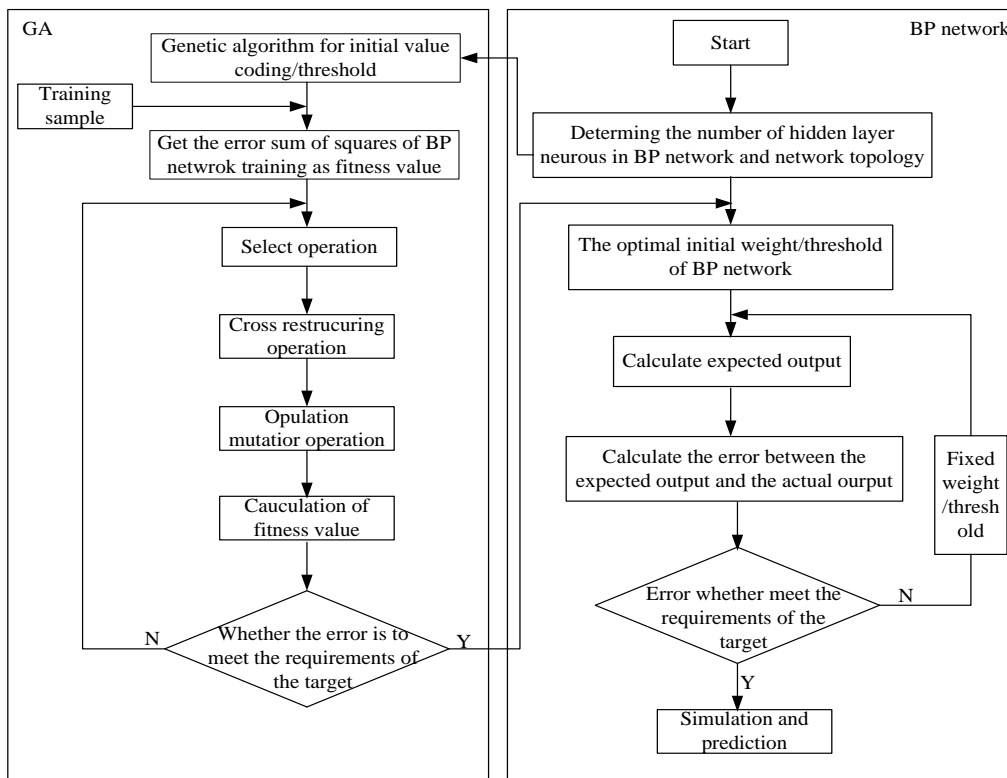 GA
Genetic algorithm for initial value
coding/threshold
Training
sample
Get the error sum of squares of BP
netwrok training as fitness value
Select operation
Cross restrucuring
operation
Opulation
mutatior operation
Cauculation of
fitness value
N
Whether the error is to
meet the requirements of
the target
Y
BP network
Start
Determing the number of hidden layer
neurous in BP network and network topology
The optimal initial weight/threshold
of BP network
Calculate expected output
Calculate the error between the
expected output and the actual ourput
Fixed
weight
/thresh
old
Error whether meet the
requirements of the
target
N
Y
Simulation and
prediction